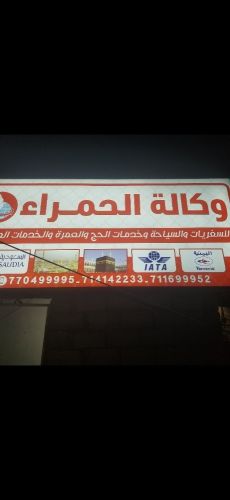 وكالة الحمراء
للسفريات والسياحة وخدمات الحج والعمرة والخدمات
السعودية
SAUDIA
IATA
اليمنية
Yemenia
770499995-714142233-711699952